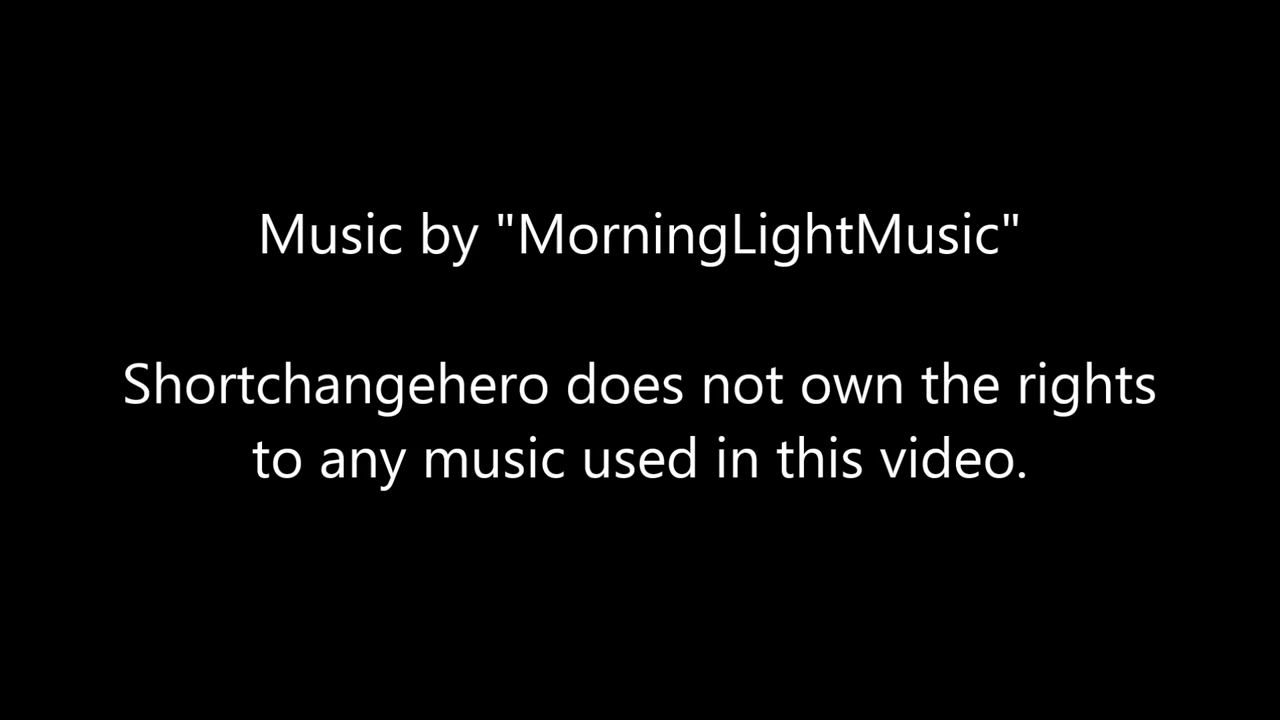 Music by "MorningLightMusic"
Shortchangehero does not own the rights
to any music used in this video.